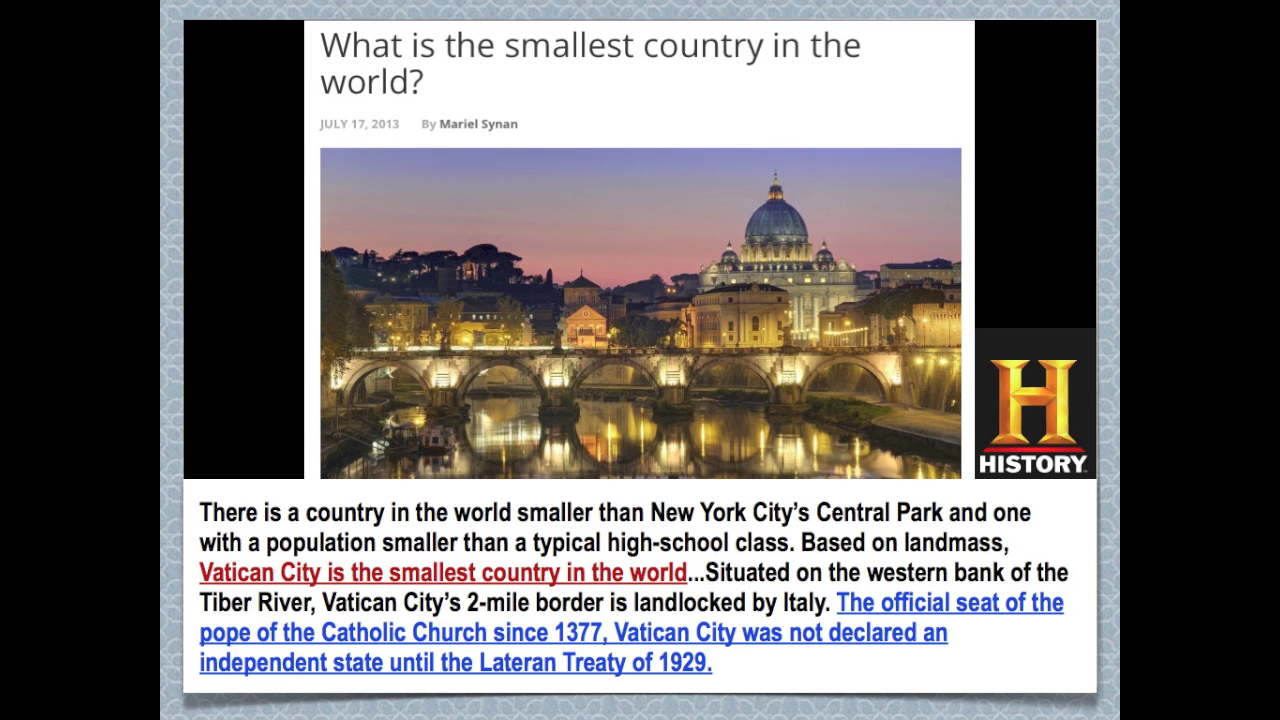 What is the smallest country in the
world?
JULY 17, 2013 By Mariel Synan
H
HISTORY
There is a country in the world smaller than New York City’s Central Park and one
with a population smaller than a typical high-school class. Based on landmass,
Vatican City is the smallest country in the world...Situated on the western bank of the
Tiber River, Vatican City’s 2-mile border is landlocked by Italy. The official seat of the
pope of the Catholic Church since 1377, Vatican City was not declared an
independent state until the Lateran Treaty of 1929.